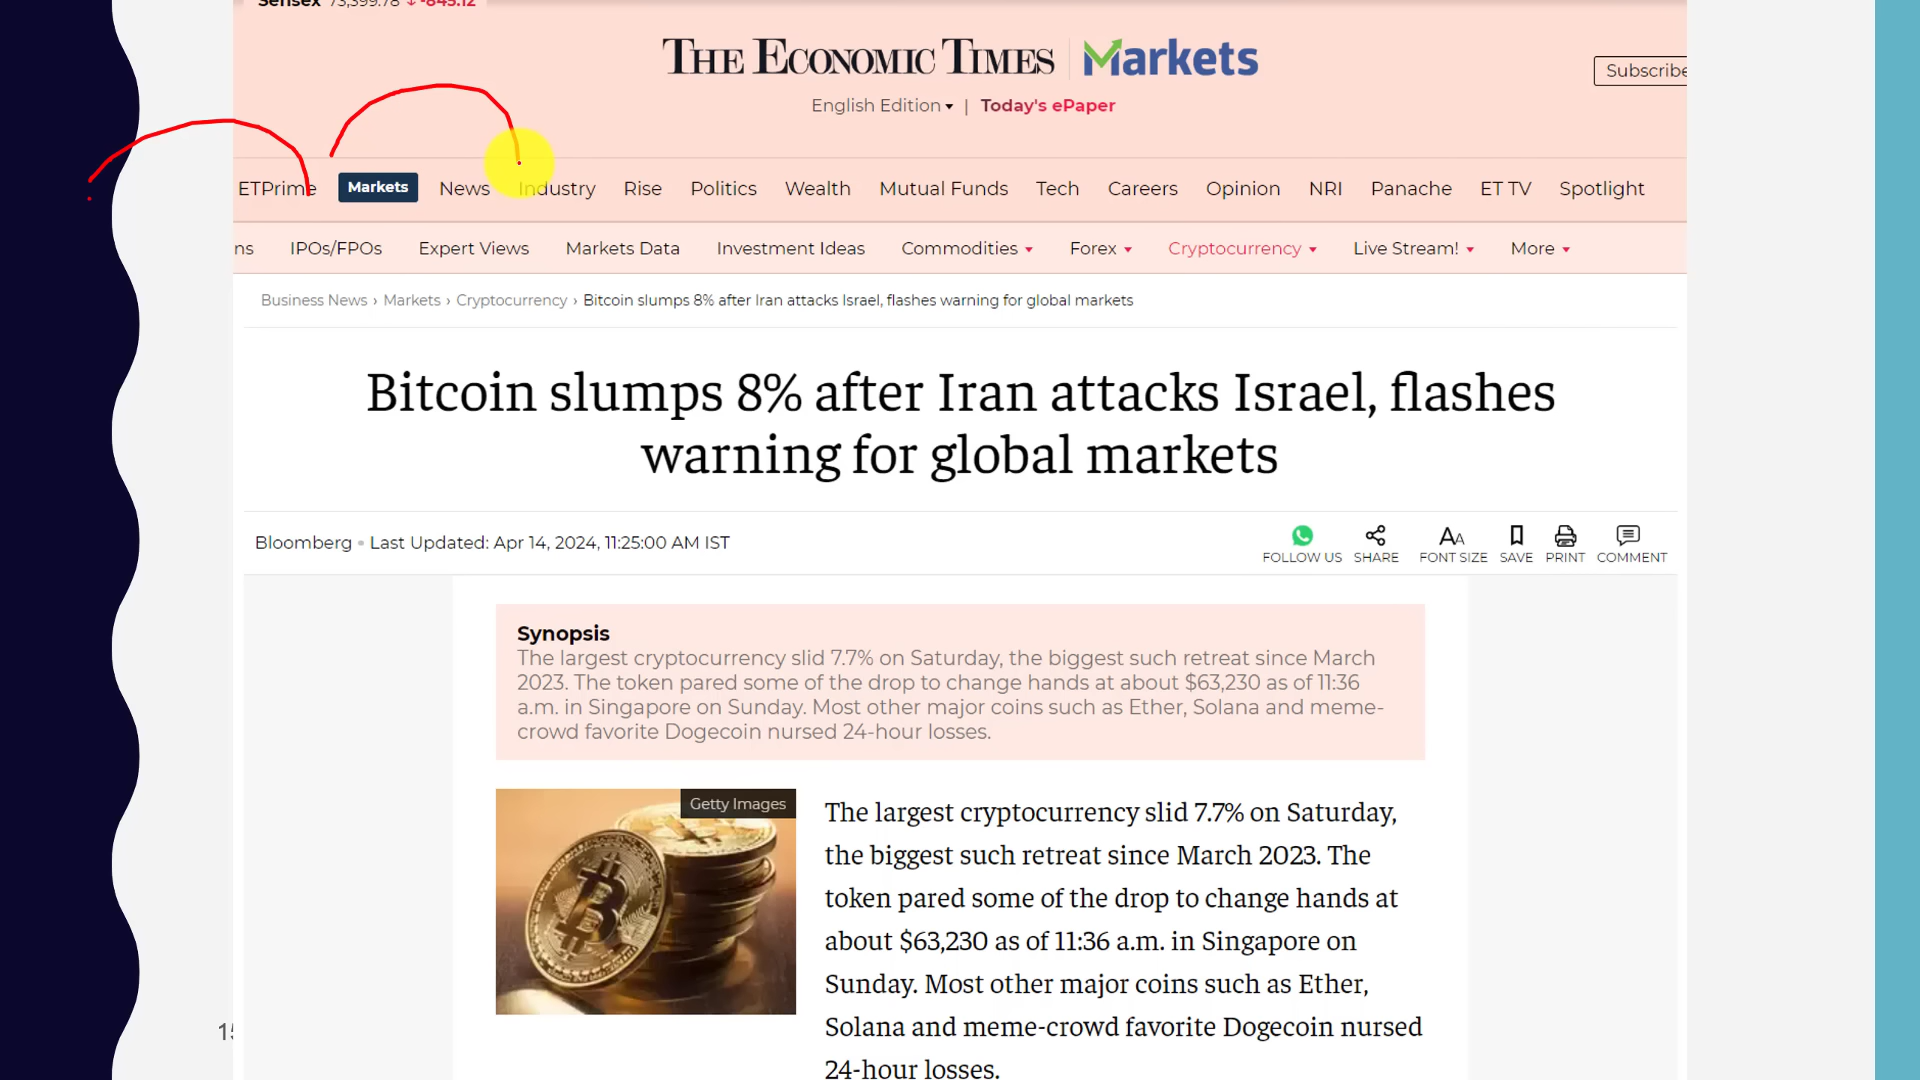 Sensex 73,399.78 ↓ -845.12
THE ECONOMIC TIMES | Markets
Subscribe
English Edition ▾ | Today's ePaper
ETPrime Markets News Industry Rise Politics Wealth Mutual Funds Tech Careers Opinion NRI Panache ET TV Spotlight
ns IPOs/FPOs Expert Views Markets Data Investment Ideas Commodities ▾ Forex ▾ Cryptocurrency ▾ Live Stream! ▾ More ▾
Business News › Markets › Cryptocurrency › Bitcoin slumps 8% after Iran attacks Israel, flashes warning for global markets
Bitcoin slumps 8% after Iran attacks Israel, flashes
warning for global markets
Bloomberg • Last Updated: Apr 14, 2024, 11:25:00 AM IST
FOLLOW US SHARE FONT SIZE SAVE PRINT COMMENT
Synopsis
The largest cryptocurrency slid 7.7% on Saturday, the biggest such retreat since March
2023. The token pared some of the drop to change hands at about $63,230 as of 11:36
a.m. in Singapore on Sunday. Most other major coins such as Ether, Solana and meme-
crowd favorite Dogecoin nursed 24-hour losses.
Getty Images
The largest cryptocurrency slid 7.7% on Saturday,
the biggest such retreat since March 2023. The
token pared some of the drop to change hands at
about $63,230 as of 11:36 a.m. in Singapore on
Sunday. Most other major coins such as Ether,
Solana and meme-crowd favorite Dogecoin nursed
24-hour losses.